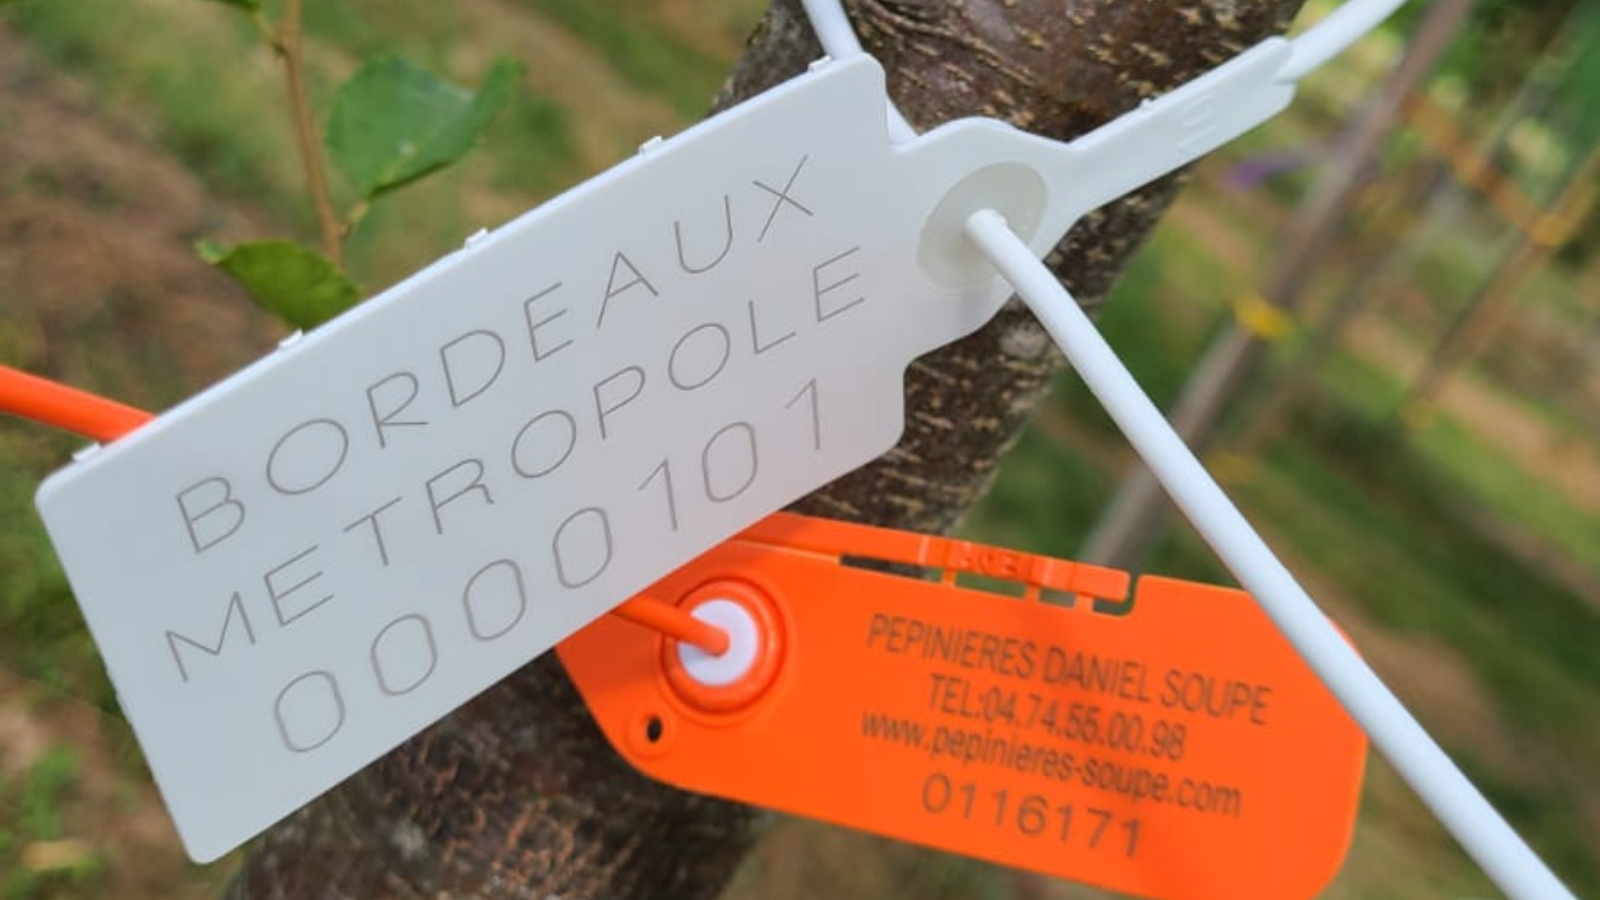 BORDEAUX
METROPOLE
0000101
PEPINIERES DANIEL SOUPE
TEL:04.74.55.00.98
www.pepinieres-soupe.com
0116171